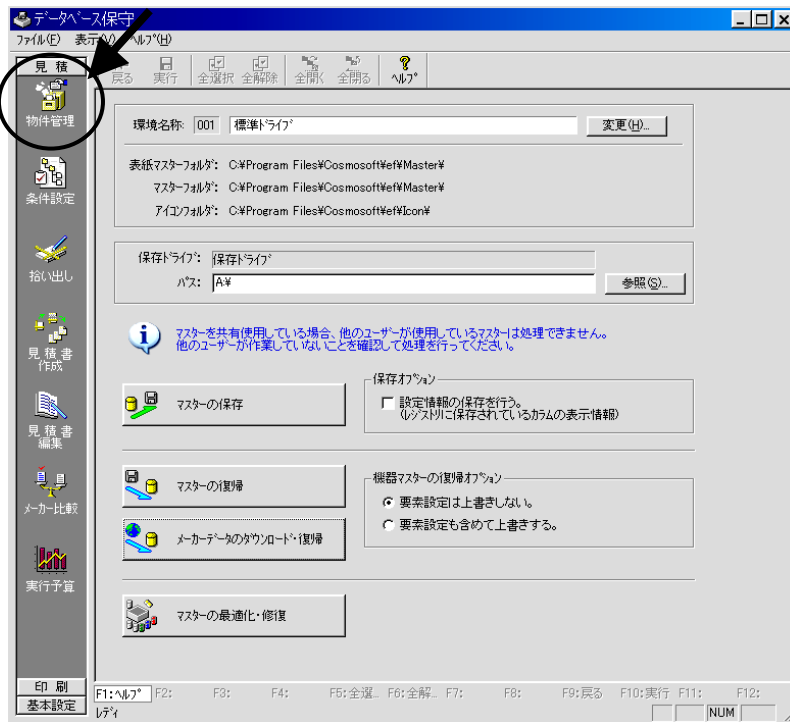 データベース保守
ファイル(F) 表示(V) ヘルプ(H)
見 積
戻る 実行 全選択 全解除 全開く 全閉る ヘルプ
物件管理
条件設定
拾い出し
見 積 書
作成
見 積 書
編集
メーカー比較
実行予算
印 刷
基本設定
環境名称: 001 標準ドライブ 変更(H)...
表紙マスターフォルダ: C:¥Program Files¥Cosmosoft¥ef¥Master¥
マスターフォルダ: C:¥Program Files¥Cosmosoft¥ef¥Master¥
アイコンフォルダ: C:¥Program Files¥Cosmosoft¥ef¥Icon¥
保存ドライブ: 保存ドライブ
パス: A:¥ 参照(S)...
マスターを共有使用している場合、他のユーザーが使用しているマスターは処理できません。
他のユーザーが作業していないことを確認して処理を行ってください。
マスターの保存
保存オプション
設定情報の保存を行う。
(レジストリに保存されているカラムの表示情報)
マスターの復帰
メーカーデータのダウンロード・復帰
機器マスターの復帰オプション
要素設定は上書きしない。
要素設定も含めて上書きする。
マスターの最適化・修復
F1:ヘルプ F2: F3: F4: F5:全選... F6:全解... F7: F8: F9:戻る F10:実行 F11: F12:
レディ NUM